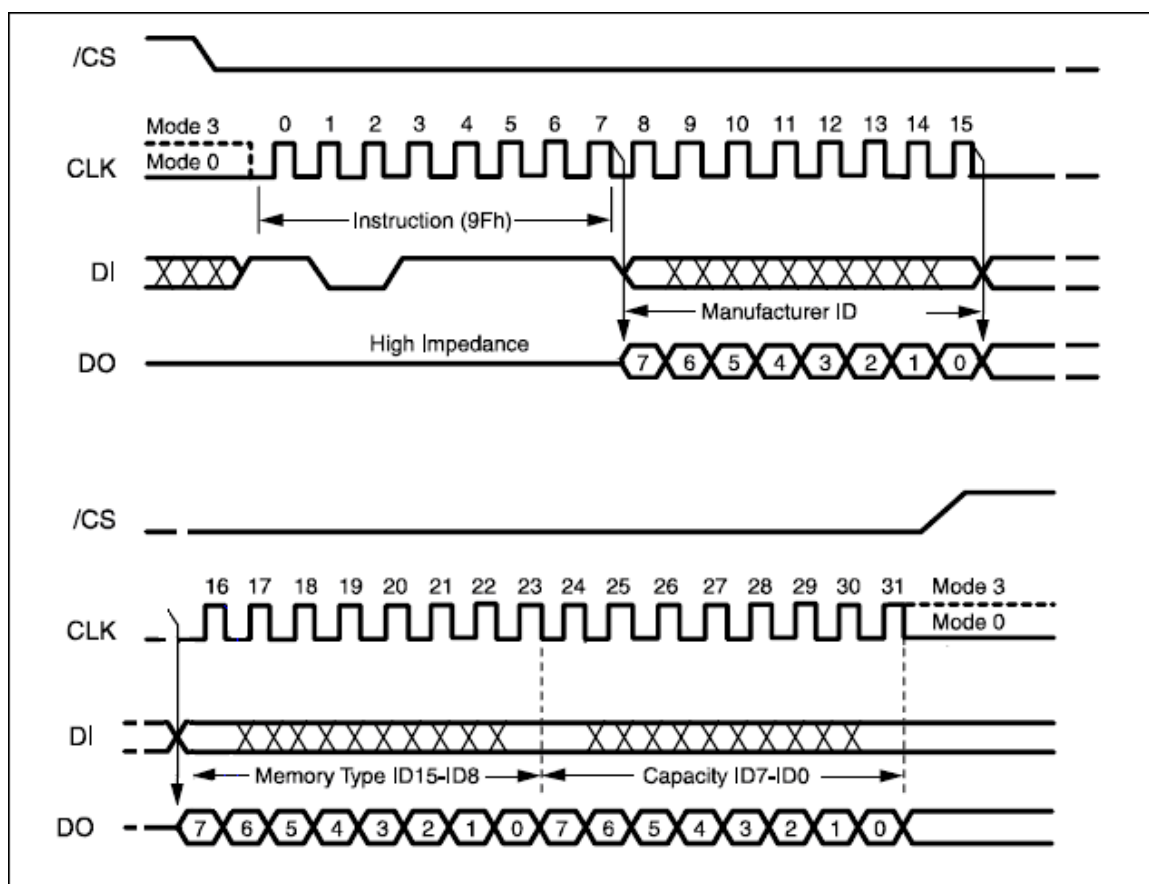 /CS
Mode 3
0 1 2 3 4 5 6 7 8 9 10 11 12 13 14 15
CLK
Mode 0
Instruction (9Fh)
DI
Manufacturer ID
High Impedance
DO
7 6 5 4 3 2 1 0
/CS
16 17 18 19 20 21 22 23 24 25 26 27 28 29 30 31
Mode 3
CLK
Mode 0
DI
Memory Type ID15-ID8
Capacity ID7-ID0
DO
7 6 5 4 3 2 1 0 7 6 5 4 3 2 1 0